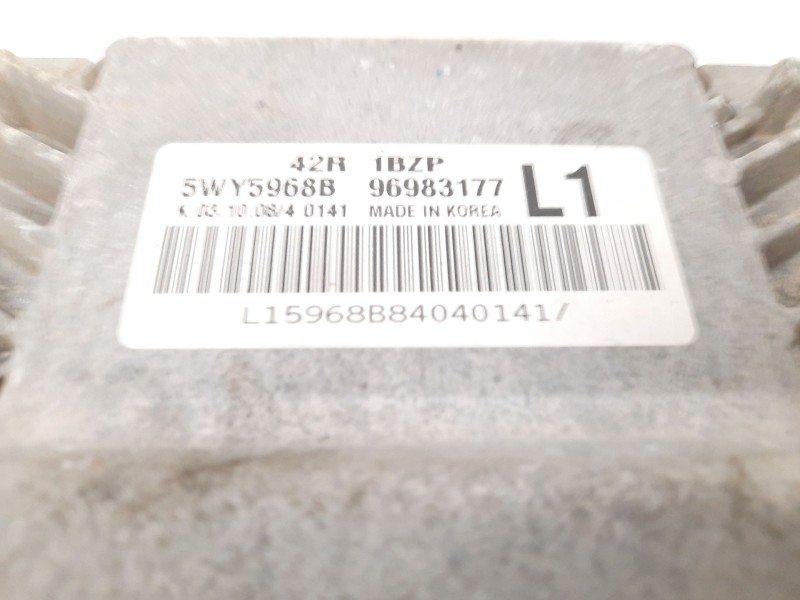 42R 1BZP
5WY5968B 96983177 L1
K 03.10.08/4 0141 MADE IN KOREA
L15968B84040141/